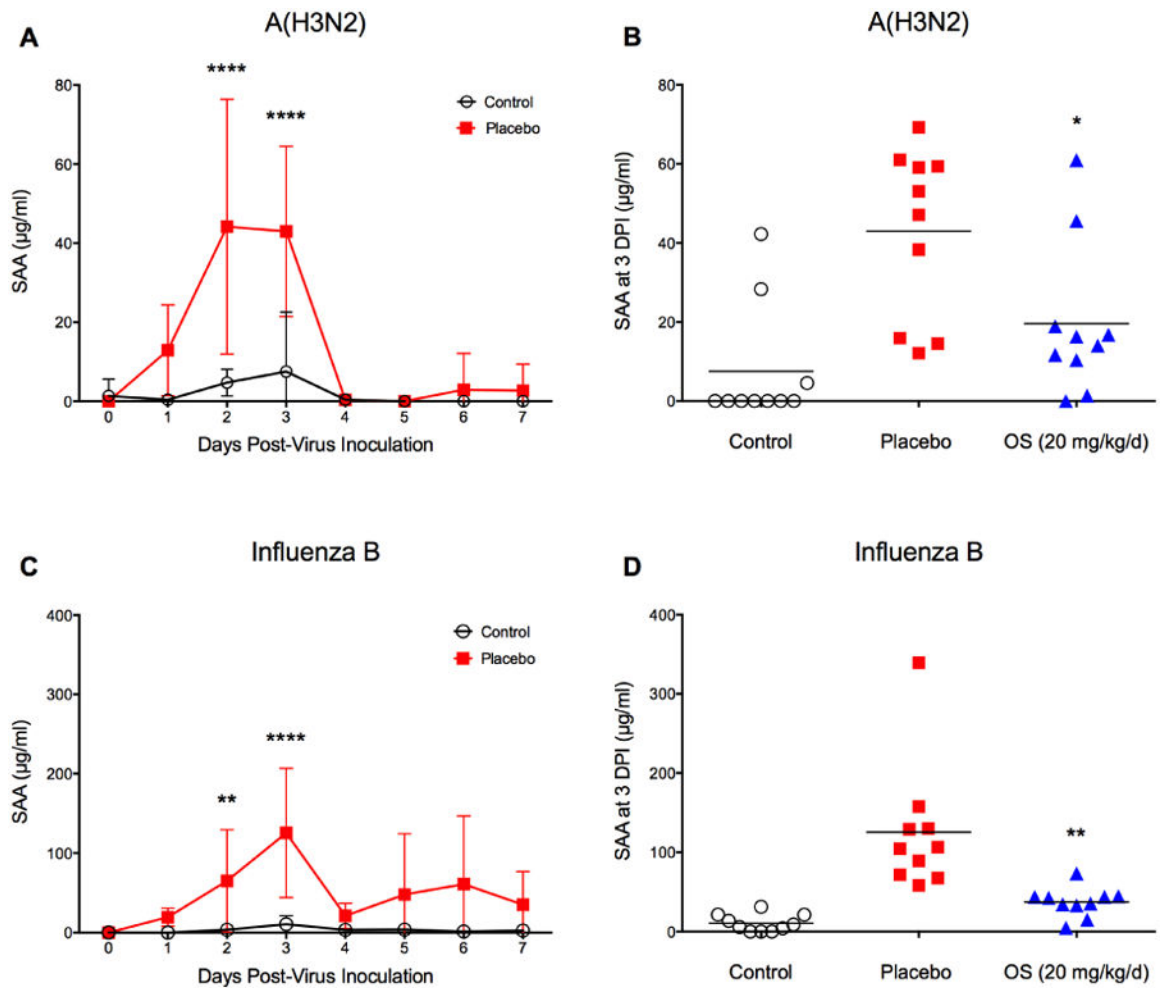 A
A(H3N2)
****
****
Control
Placebo
SAA (µg/ml)
80
60
40
20
0
0 1 2 3 4 5 6 7
Days Post-Virus Inoculation
B
A(H3N2)
*
SAA at 3 DPI (µg/ml)
80
60
40
20
0
Control Placebo OS (20 mg/kg/d)
C
Influenza B
**
****
Control
Placebo
SAA (µg/ml)
400
300
200
100
0
0 1 2 3 4 5 6 7
Days Post-Virus Inoculation
D
Influenza B
**
SAA at 3 DPI (µg/ml)
400
300
200
100
0
Control Placebo OS (20 mg/kg/d)